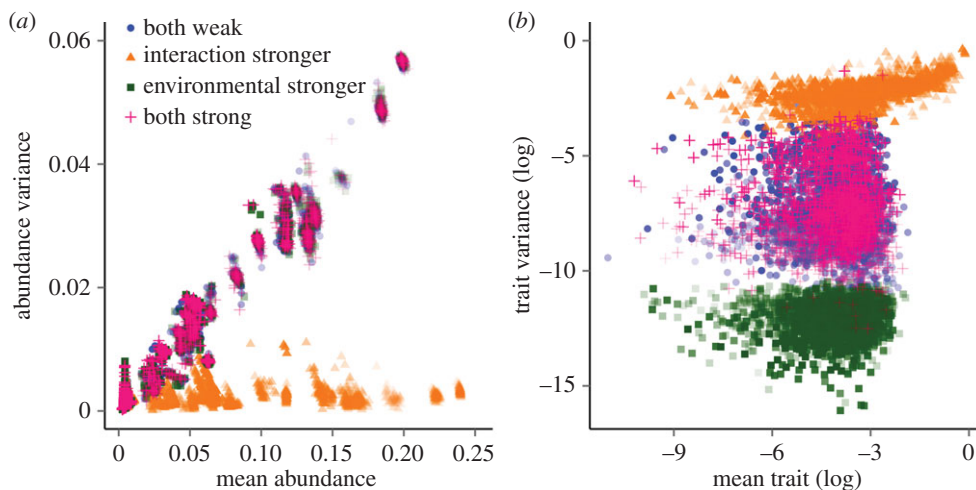 (a)
both weak
interaction stronger
environmental stronger
both strong
0.06
0.04
0.02
0
abundance variance
0 0.05 0.10 0.15 0.20 0.25
mean abundance
(b)
0
−5
−10
−15
trait variance (log)
−9 −6 −3 0
mean trait (log)